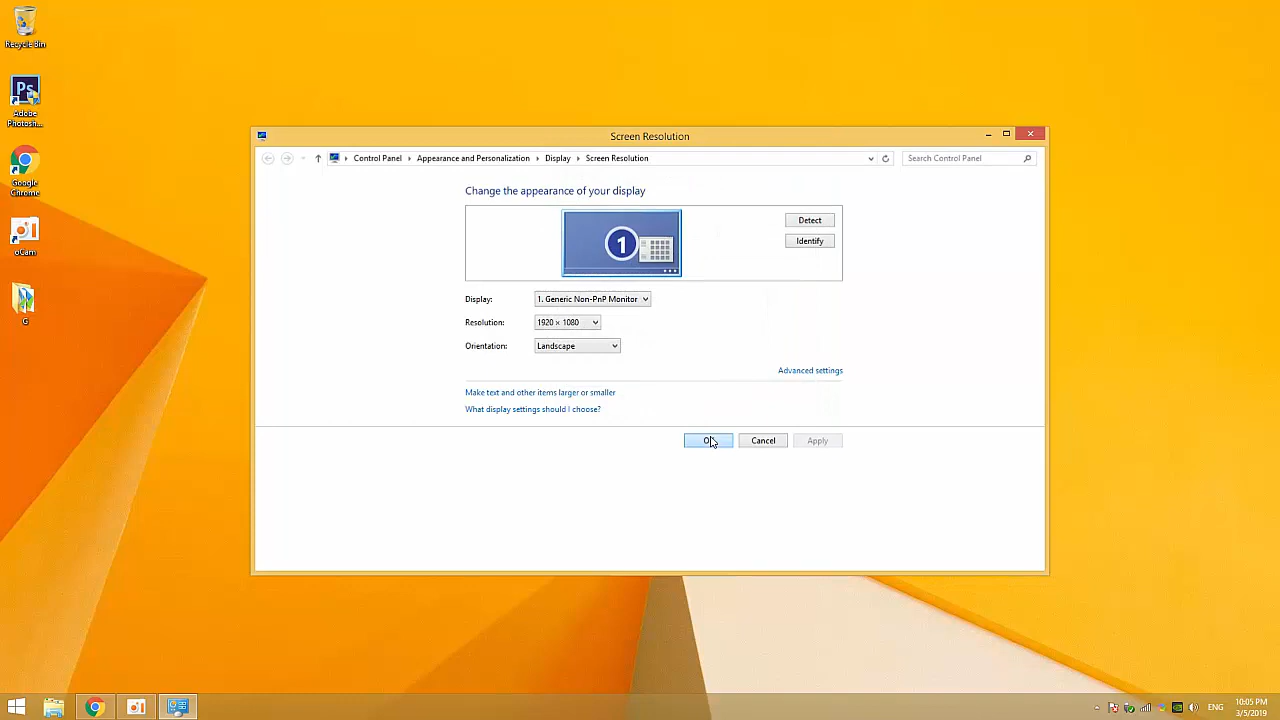 Recycle Bin
Adobe
Photosh...
Google
Chrome
oCam
G
Screen Resolution
Control Panel
Appearance and Personalization
Display
Screen Resolution
Search Control Panel
Change the appearance of your display
1
Detect
Identify
Display: 1. Generic Non-PnP Monitor
Resolution: 1920 × 1080
Orientation: Landscape
Advanced settings
Make text and other items larger or smaller
What display settings should I choose?
Cancel
Apply
ENG
10:05 PM
3/5/2019